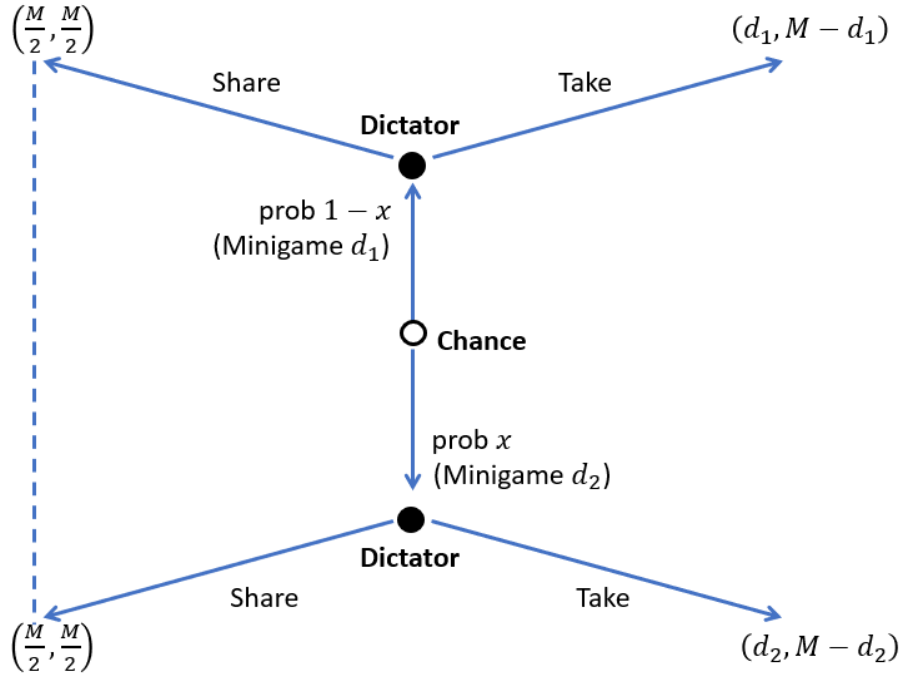 (M/2, M/2)
(d₁, M − d₁)
Share
Take
Dictator
prob 1 − x
(Minigame d₁)
Chance
prob x
(Minigame d₂)
Dictator
Share
Take
(M/2, M/2)
(d₂, M − d₂)